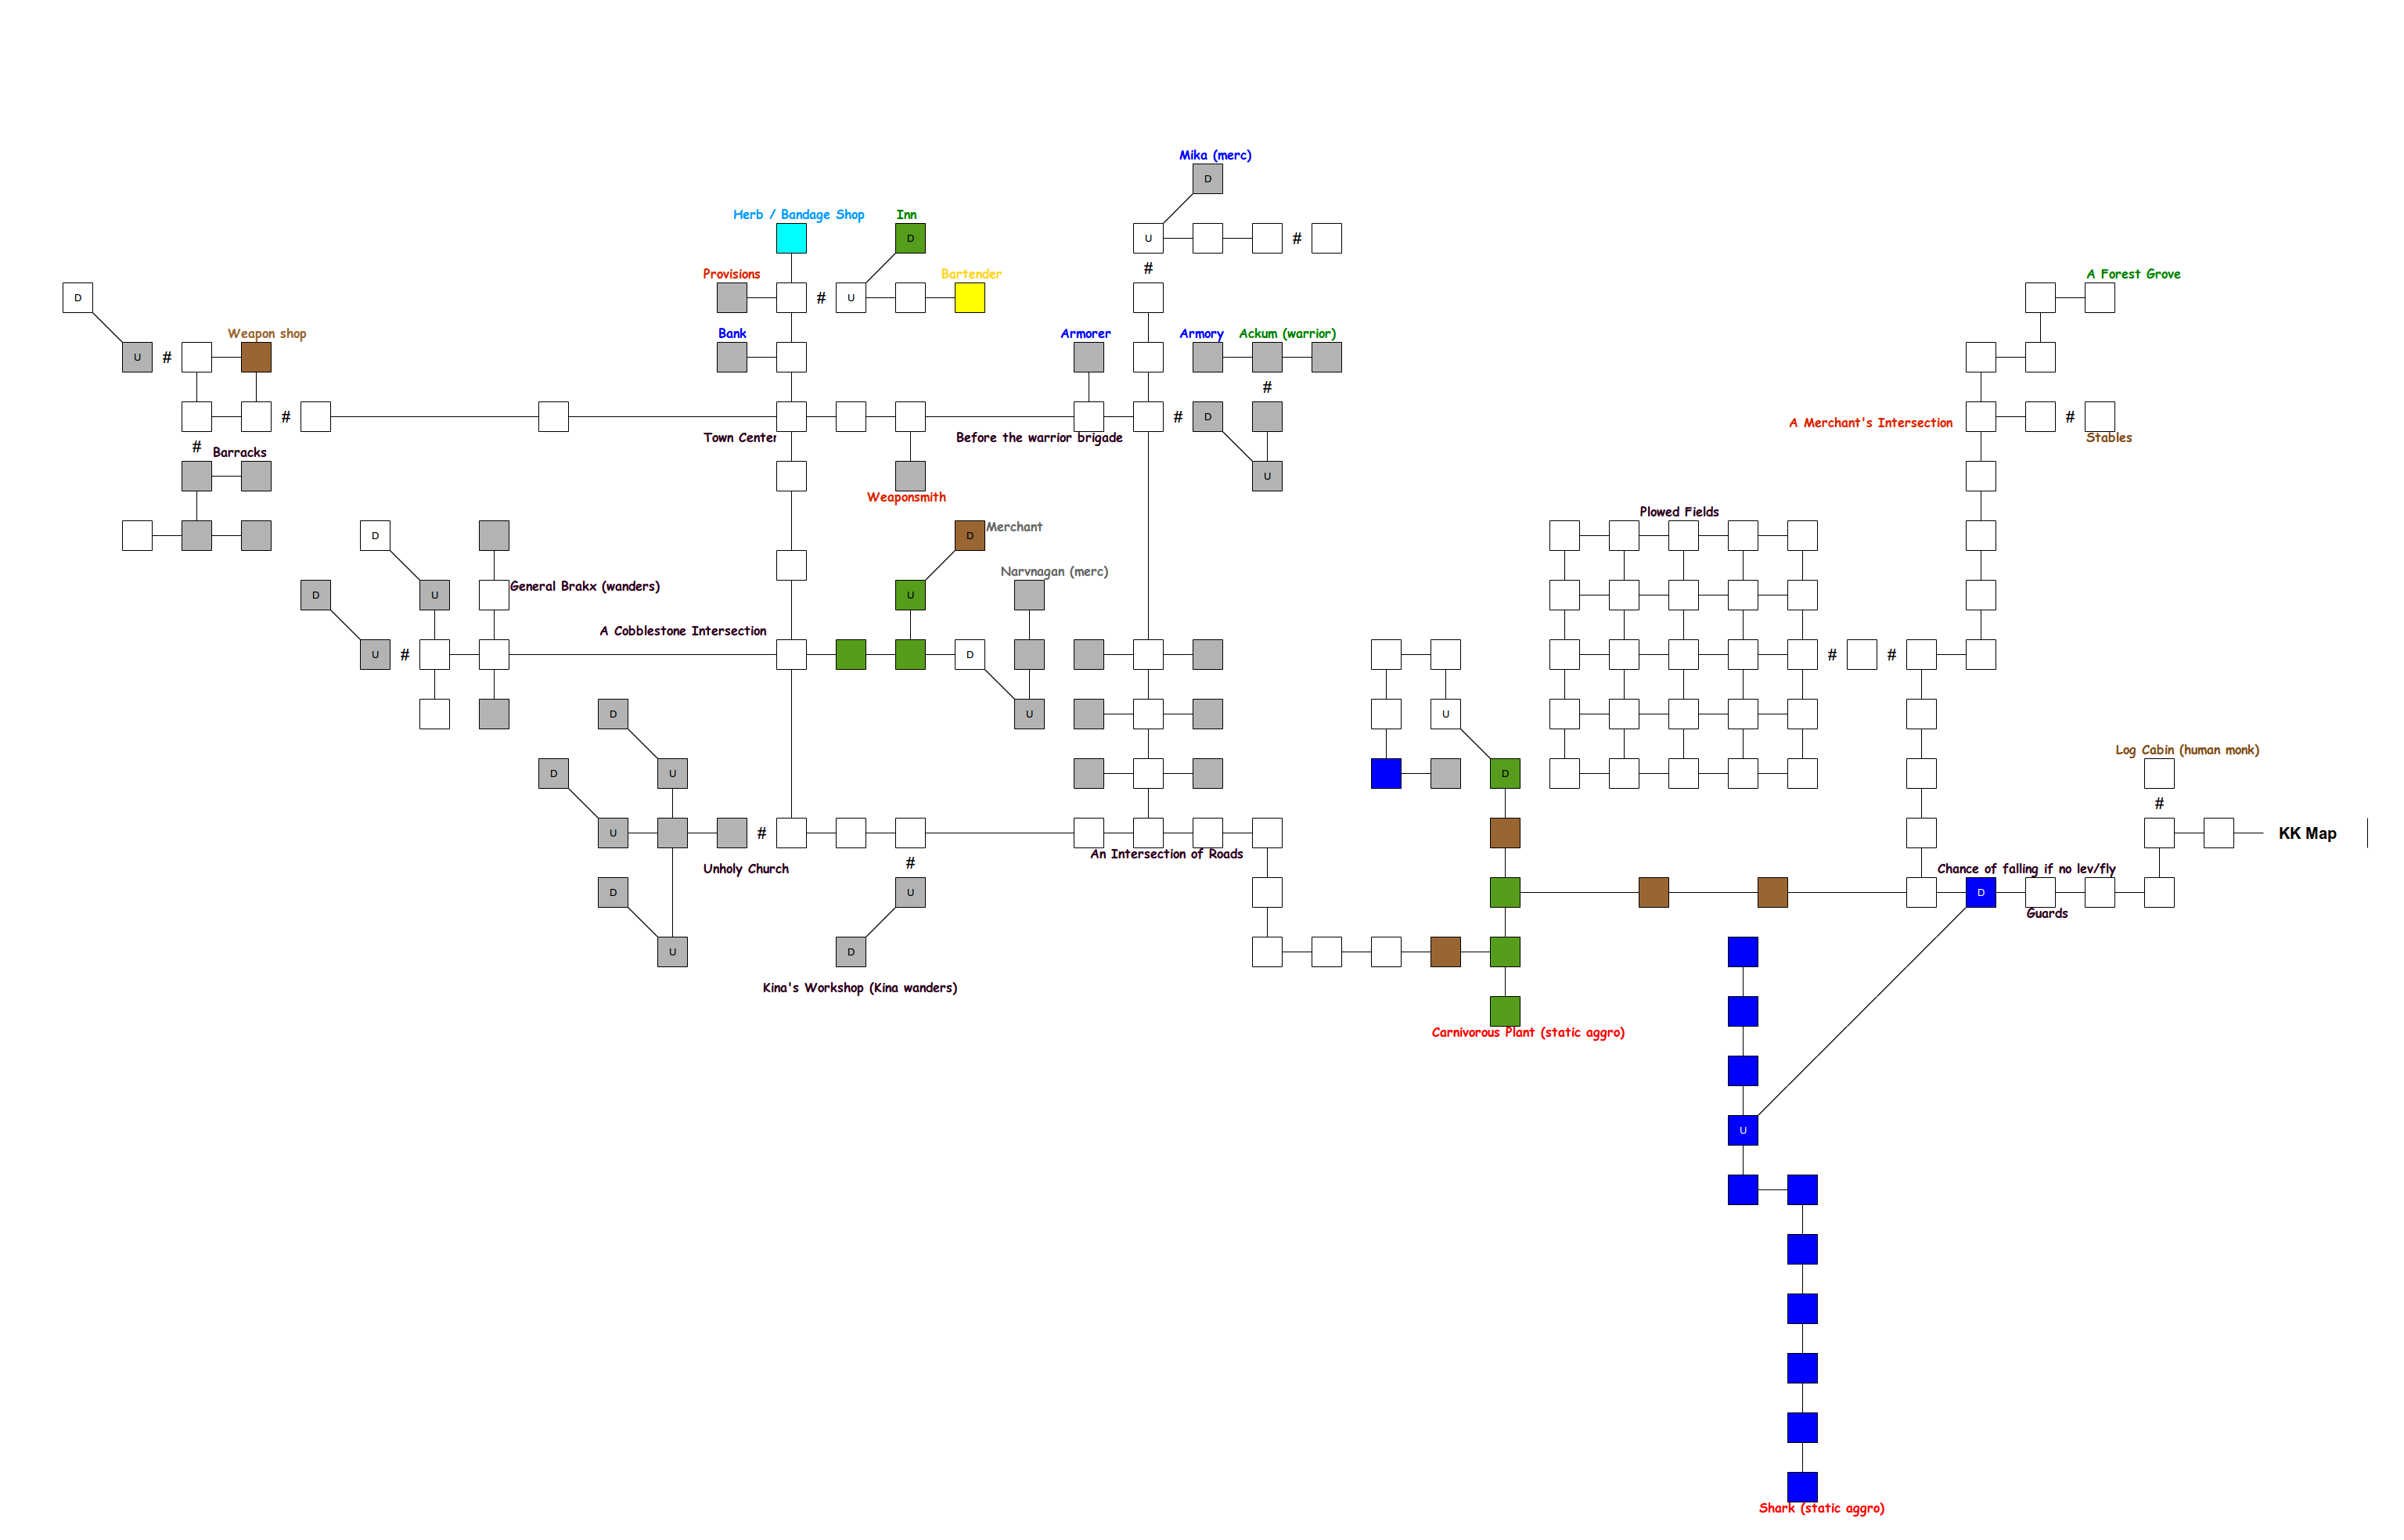 Mika (merc)
D
Herb / Bandage Shop
Inn
D
U
#
#
Provisions
Bartender
A Forest Grove
D
#
U
Weapon shop
Bank
Armorer
Armory
Ackum (warrior)
U
#
#
#
#
D
#
A Merchant's Intersection
Stables
Town Center
Before the warrior brigade
#
Barracks
U
Weaponsmith
Plowed Fields
D
D
Merchant
Narvnagan (merc)
General Brakx (wanders)
D
U
U
A Cobblestone Intersection
U
#
D
#
#
D
U
U
Log Cabin (human monk)
D
U
D
#
U
#
#
KK Map
An Intersection of Roads
Unholy Church
Chance of falling if no lev/fly
D
U
D
Guards
U
D
Kina's Workshop (Kina wanders)
Carnivorous Plant (static aggro)
U
Shark (static aggro)